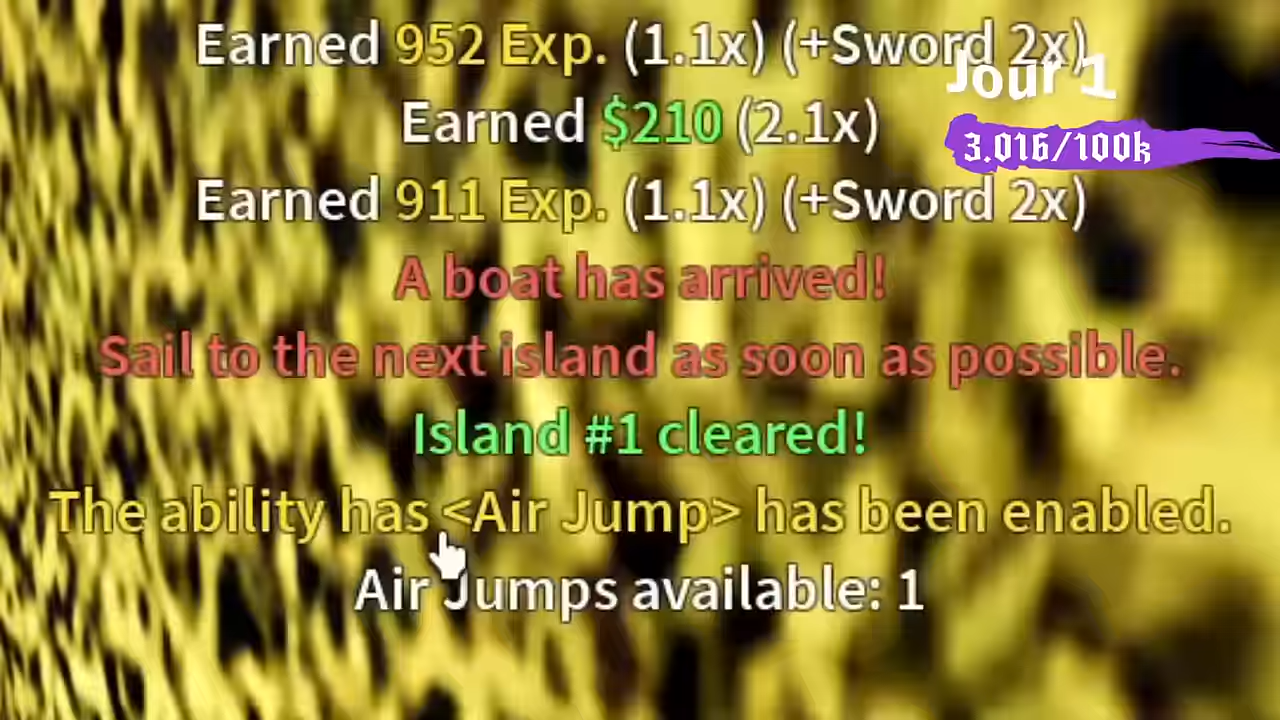 Earned 952 Exp. (1.1x) (+Sword 2x)
Jour 1
Earned $210 (2.1x)
3.016/100k
Earned 911 Exp. (1.1x) (+Sword 2x)
A boat has arrived!
Sail to the next island as soon as possible.
Island #1 cleared!
The ability has <Air Jump> has been enabled.
Air Jumps available: 1